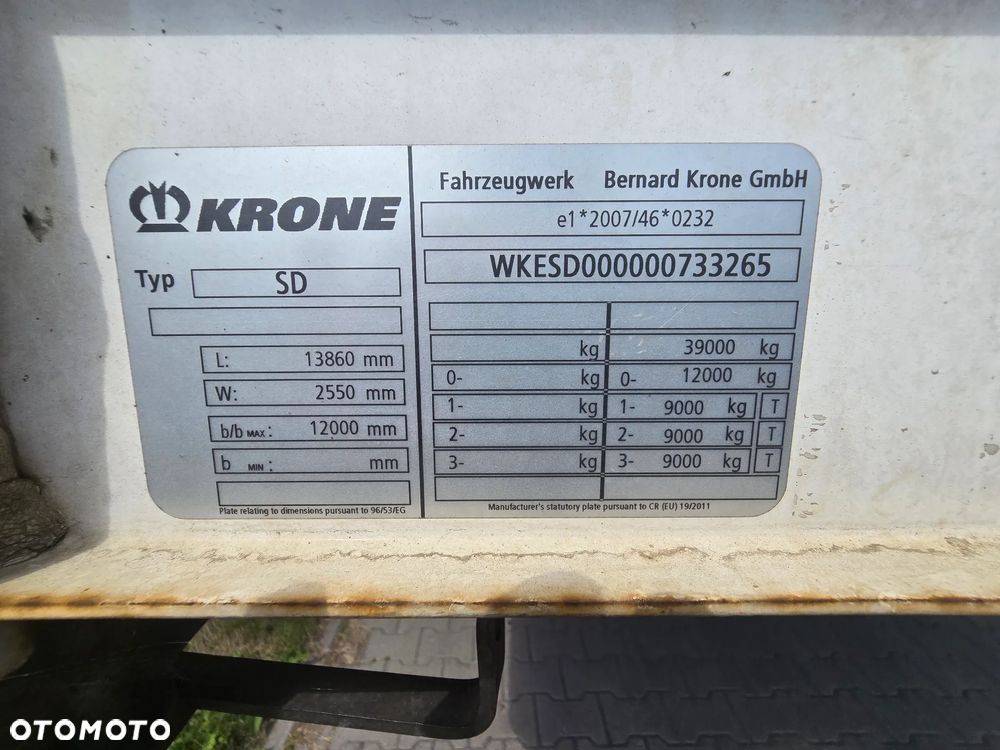 KRONE
Typ SD
L: 13860 mm
W: 2550 mm
b/b MAX: 12000 mm
b MIN: mm
Plate relating to dimensions pursuant to 96/53/EG
Fahrzeugwerk Bernard Krone GmbH
e1*2007/46*0232
WKESD000000733265
kg 39000 kg
0- kg 0- 12000 kg
1- kg 1- 9000 kg T
2- kg 2- 9000 kg T
3- kg 3- 9000 kg T
Manufacturer's statutory plate pursuant to CR (EU) 19/2011
OTOMOTO